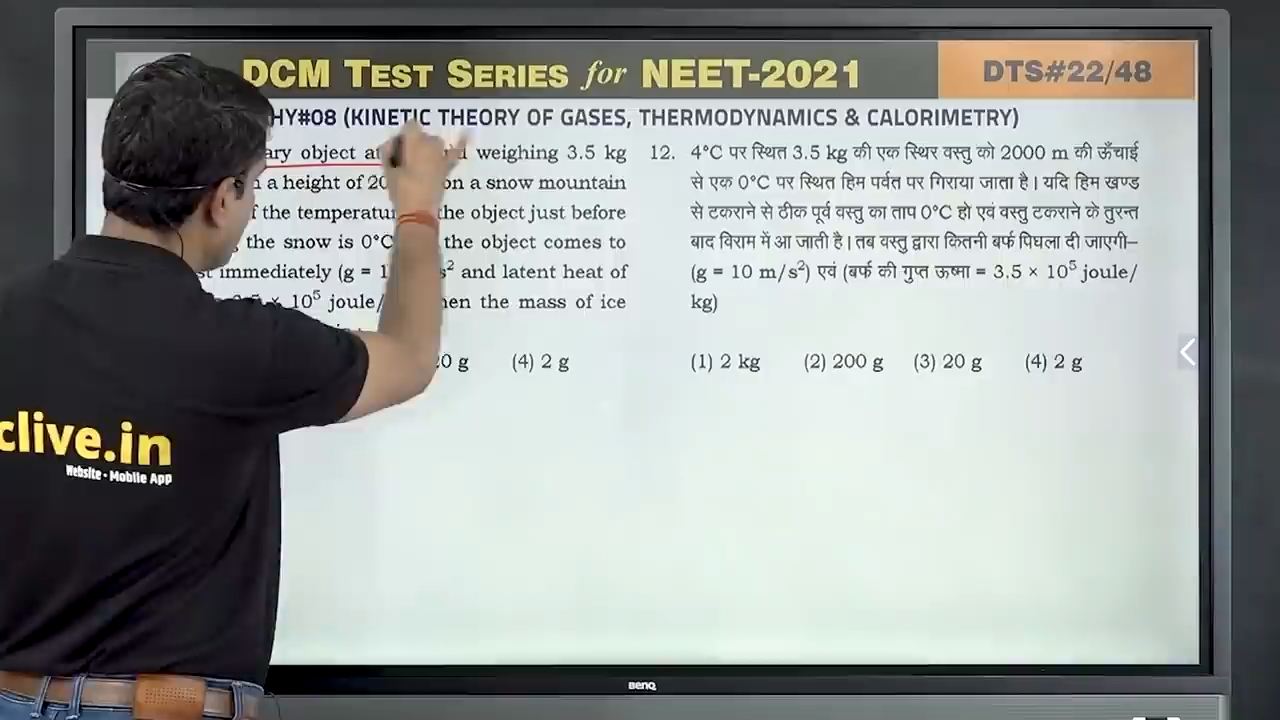 DCM TEST SERIES for NEET-2021
DTS#22/48
HY#08 (KINETIC THEORY OF GASES, THERMODYNAMICS & CALORIMETRY)
ary object at weighing 3.5 kg
a height of 20 on a snow mountain
f the temperatur the object just before
the snow is 0°C the object comes to
immediately (g = 1 s² and latent heat of
× 10⁵ joule/ hen the mass of ice
20 g (4) 2 g
12. 4°C पर स्थित 3.5 kg की एक स्थिर वस्तु को 2000 m की ऊँचाई
से एक 0°C पर स्थित हिम पर्वत पर गिराया जाता है। यदि हिम खण्ड
से टकराने से ठीक पूर्व वस्तु का ताप 0°C हो एवं वस्तु टकराने के तुरन्त
बाद विराम में आ जाती है। तब वस्तु द्वारा कितनी बर्फ पिघला दी जाएगी–
(g = 10 m/s²) एवं (बर्फ की गुप्त ऊष्मा = 3.5 × 10⁵ joule/
kg)
(1) 2 kg (2) 200 g (3) 20 g (4) 2 g
clive.in
Website • Mobile App
BENQ